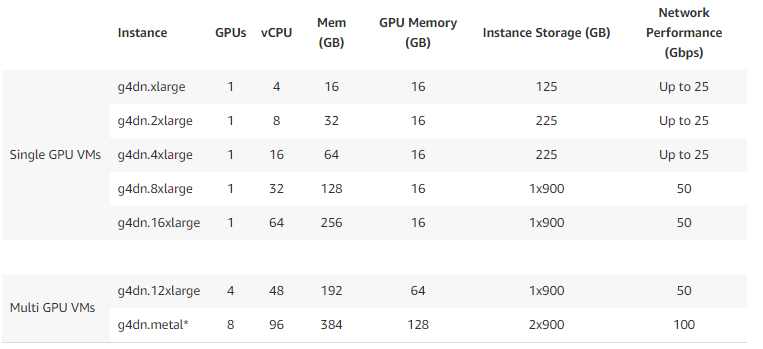 Instance GPUs vCPU Mem (GB) GPU Memory (GB) Instance Storage (GB) Network Performance (Gbps)
Single GPU VMs
g4dn.xlarge 1 4 16 16 125 Up to 25
g4dn.2xlarge 1 8 32 16 225 Up to 25
g4dn.4xlarge 1 16 64 16 225 Up to 25
g4dn.8xlarge 1 32 128 16 1x900 50
g4dn.16xlarge 1 64 256 16 1x900 50
Multi GPU VMs
g4dn.12xlarge 4 48 192 64 1x900 50
g4dn.metal* 8 96 384 128 2x900 100